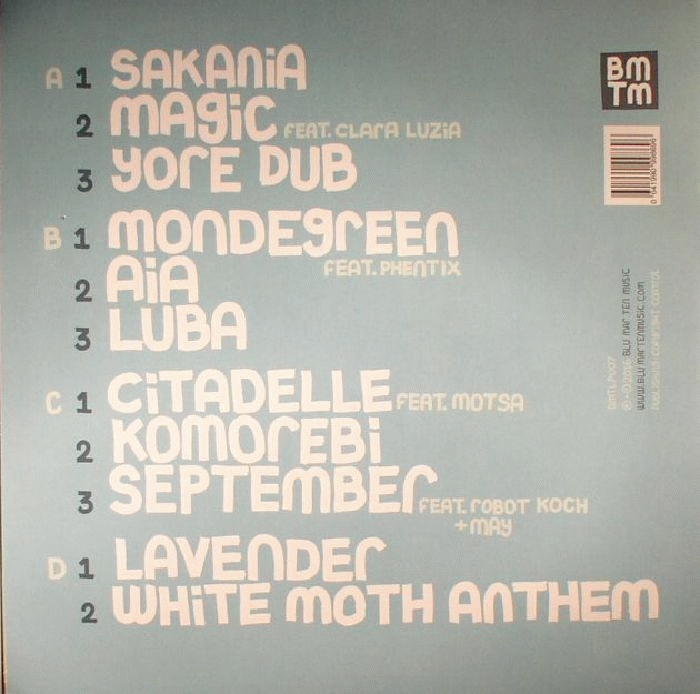 A 1 SAKANiA
2 MAgiC FEAT. CLArA LUZIA
3 YOrE DUB
B 1 MONDEgrEEN
FEAT. PHENTIX
2 AiA
3 LUBA
C 1 CiTADELLE FEAT. MOTSA
2 KOMOrEBi
3 SEPTEMBEr FEAT. rOBOT KOCH
+ MAY
D 1 LAVENDEr
2 WHiTE MOTH ANTHEM
BM
TM
BLU MAr TEN MUSIC
WWW.BLUMArTENMUSIC.COM